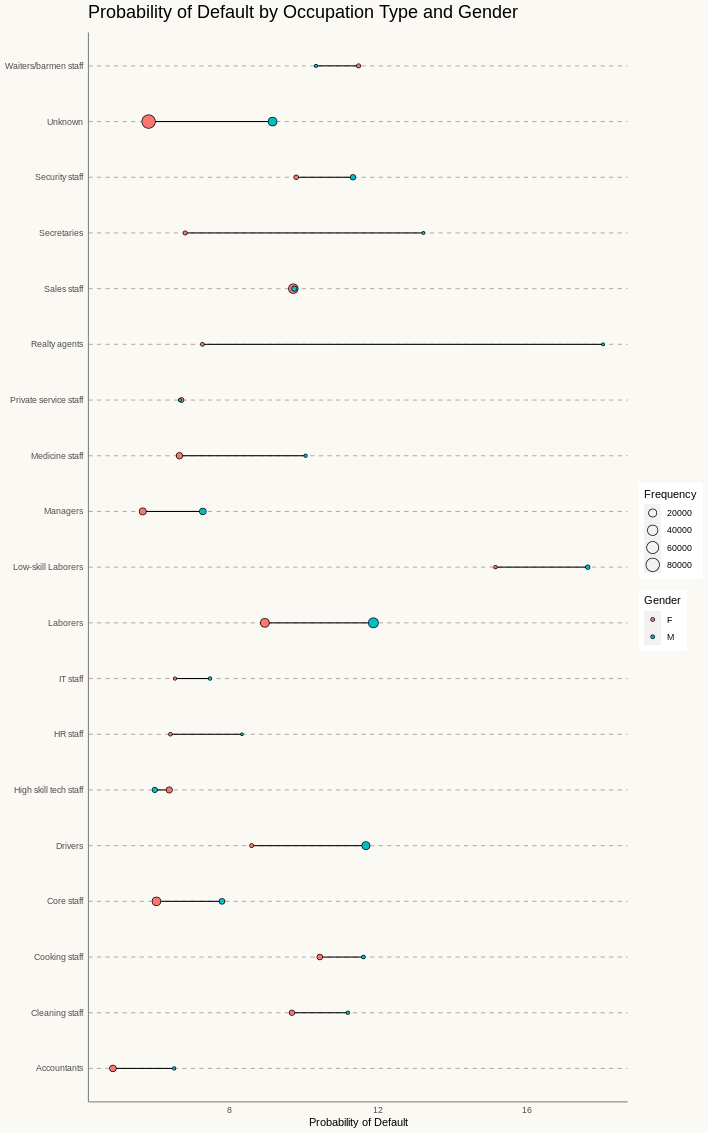 Probability of Default by Occupation Type and Gender
Waiters/barmen staff
Unknown
Security staff
Secretaries
Sales staff
Realty agents
Private service staff
Medicine staff
Managers
Low-skill Laborers
Laborers
IT staff
HR staff
High skill tech staff
Drivers
Core staff
Cooking staff
Cleaning staff
Accountants
8 12 16
Probability of Default
Frequency
20000
40000
60000
80000
Gender
F
M